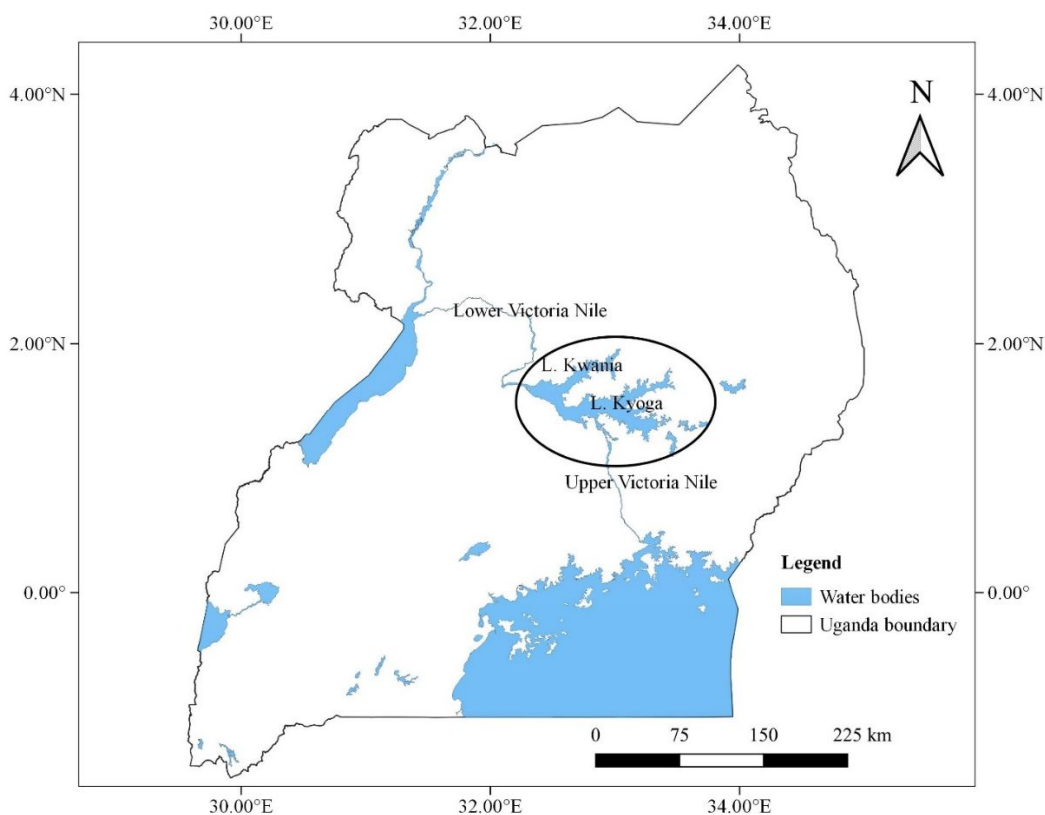 30.00°E 32.00°E 34.00°E
4.00°N 4.00°N
N
Lower Victoria Nile
2.00°N 2.00°N
L. Kwania
L. Kyoga
Upper Victoria Nile
Legend
0.00° 0.00°
Water bodies
Uganda boundary
0 75 150 225 km
30.00°E 32.00°E 34.00°E